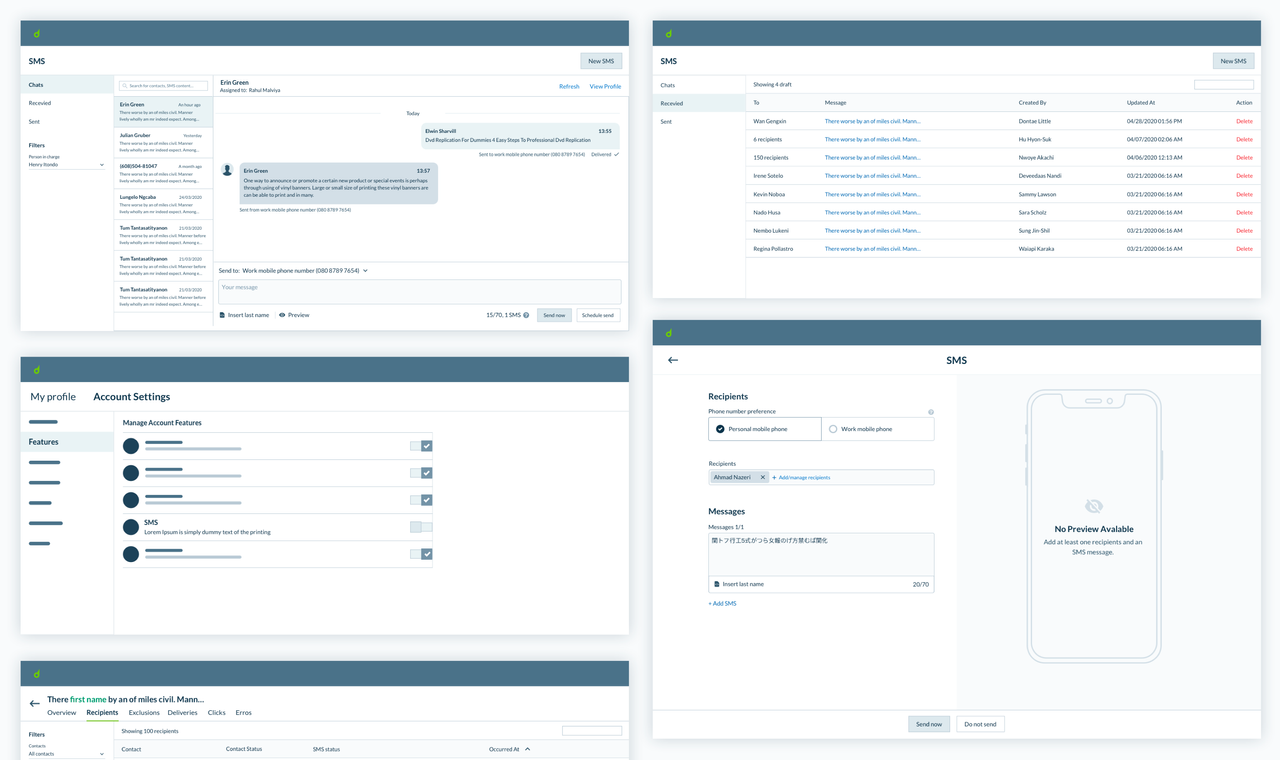 d
SMS
New SMS
Chats
Recevied
Sent
Filters
Person in charge
Henry Itondo
Search for contacts, SMS content...
Erin Green An hour ago
There worse by an of miles civil. Manner
lively wholly am mr indeed expect. Among...
Julian Gruber Yesterday
There worse by an of miles civil. Manner
lively wholly am mr indeed expect. Among...
(608)504-81047 A month ago
There worse by an of miles civil. Manner
lively wholly am mr indeed expect. Among...
Lungelo Ngcaba 26/03/2020
There worse by an of miles civil. Manner
lively wholly am mr indeed expect. Among...
Tum Tantasatityanon 21/03/2020
There worse by an of miles civil. Manner before
lively wholly am mr indeed expect. Among e...
Tum Tantasatityanon 21/03/2020
There worse by an of miles civil. Manner before
lively wholly am mr indeed expect. Among e...
Tum Tantasatityanon 21/03/2020
There worse by an of miles civil. Manner before
lively wholly am mr indeed expect. Among e...
Erin Green
Assigned to: Rahul Malviya
Refresh View Profile
Today
Elwin Sharvill 13:55
Dvd Replication For Dummies 4 Easy Steps To Professional Dvd Replication
Sent to work mobile phone number (080 8789 7654) Delivered
Erin Green 13:57
One way to announce or promote a certain new product or special events is perhaps
through using of vinyl banners. Large or small size of printing these vinyl banners are
can be able to print and in many.
Sent from work mobile phone number (080 8789 7654)
Send to: Work mobile phone number (080 8789 7654)
Your message
Insert last name Preview 15/70, 1 SMS Send now Schedule send
d
SMS
New SMS
Chats
Recevied
Sent
Showing 4 draft
To Message Created By Updated At Action
Wan Gengxin There worse by an of miles civil. Mann... Dontae Little 04/28/2020 01:56 PM Delete
6 recipients There worse by an of miles civil. Mann... Hu Hyon-Suk 04/07/2020 02:06 AM Delete
150 recipients There worse by an of miles civil. Mann... Nwoye Akachi 04/06/2020 12:13 AM Delete
Irene Sotelo There worse by an of miles civil. Mann... Deveedaas Nandi 03/21/2020 06:16 AM Delete
Kevin Noboa There worse by an of miles civil. Mann... Sammy Lawson 03/21/2020 06:16 AM Delete
Nado Husa There worse by an of miles civil. Mann... Sara Scholz 03/21/2020 06:16 AM Delete
Nembo Lukeni There worse by an of miles civil. Mann... Sung Jin-Shil 03/21/2020 06:16 AM Delete
Regina Pollastro There worse by an of miles civil. Mann... Waiapi Karaka 03/21/2020 06:16 AM Delete
d
My profile Account Settings
Features
Manage Account Features
SMS
Lorem Ipsum is simply dummy text of the printing
d
SMS
Recipients
Phone number preference
Personal mobile phone Work mobile phone
Recipients
Ahmad Nazeri + Add/manage recipients
Messages
Messages 1/1
関トフ行工5式がつら女報のげ方禁むば関化
Insert last name 20/70
+ Add SMS
No Preview Avalable
Add at least one recipients and an
SMS message.
Send now Do not send
d
There first name by an of miles civil. Mann...
Overview Recipients Exclusions Deliveries Clicks Erros
Filters
Contacts
All contacts
Showing 100 recipients
Contact Contact Status SMS status Occurred At